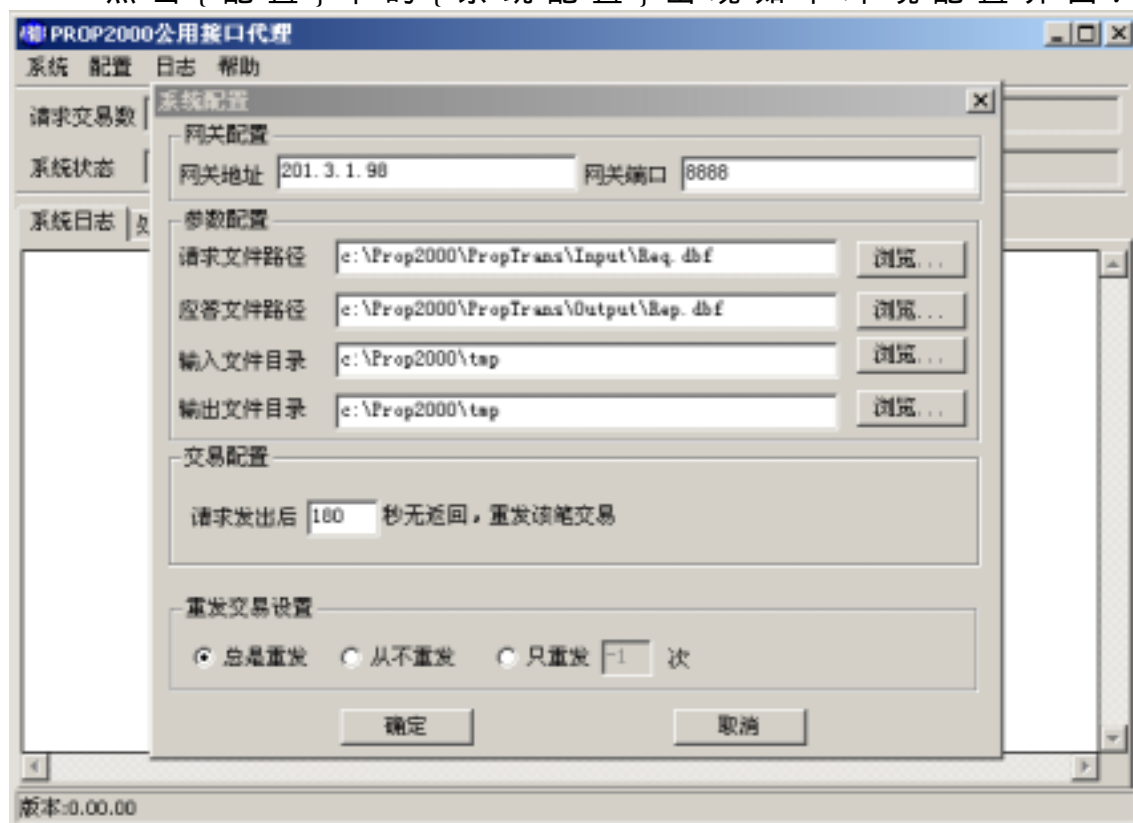 PROP2000公用接口代理
系统 配置 日志 帮助
请求交易数
系统状态
系统日志
系统配置
网关配置
网关地址 201.3.1.98 网关端口 8888
参数配置
请求文件路径 c:\Prop2000\PropTrans\Input\Req.dbf 浏览...
应答文件路径 c:\Prop2000\PropTrans\Output\Rep.dbf 浏览...
输入文件目录 c:\Prop2000\tmp 浏览...
输出文件目录 c:\Prop2000\tmp 浏览...
交易配置
请求发出后 180 秒无返回，重发该笔交易
重发交易设置
总是重发 从不重发 只重发 -1 次
确定 取消
版本:0.00.00